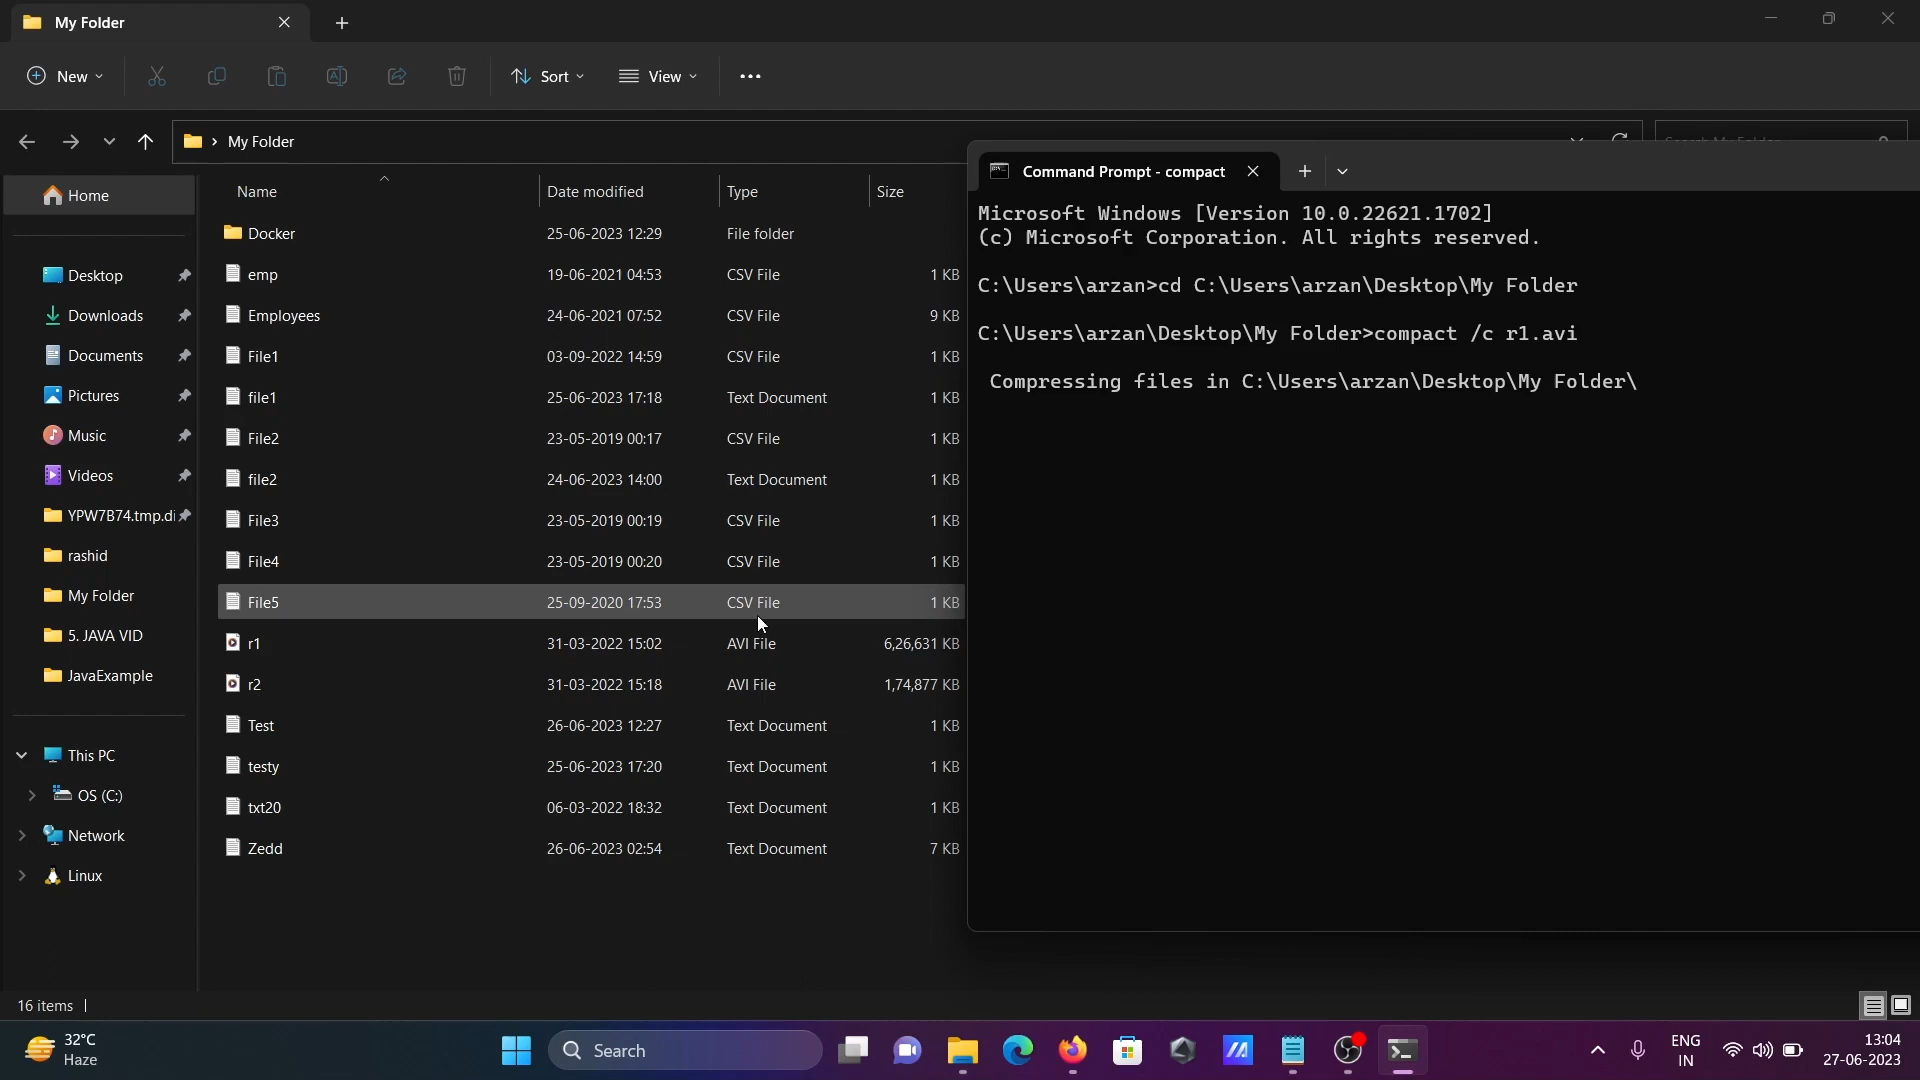 My Folder
New
Sort
View
My Folder
Command Prompt - compact
Name
Date modified
Type
Size
Home
Desktop
Downloads
Documents
Pictures
Music
Videos
YPW7B74.tmp.di
rashid
My Folder
5. JAVA VID
JavaExample
This PC
OS (C:)
Network
Linux
Docker 25-06-2023 12:29 File folder
emp 19-06-2021 04:53 CSV File 1 KB
Employees 24-06-2021 07:52 CSV File 9 KB
File1 03-09-2022 14:59 CSV File 1 KB
file1 25-06-2023 17:18 Text Document 1 KB
File2 23-05-2019 00:17 CSV File 1 KB
file2 24-06-2023 14:00 Text Document 1 KB
File3 23-05-2019 00:19 CSV File 1 KB
File4 23-05-2019 00:20 CSV File 1 KB
File5 25-09-2020 17:53 CSV File 1 KB
r1 31-03-2022 15:02 AVI File 6,26,631 KB
r2 31-03-2022 15:18 AVI File 1,74,877 KB
Test 26-06-2023 12:27 Text Document 1 KB
testy 25-06-2023 17:20 Text Document 1 KB
txt20 06-03-2022 18:32 Text Document 1 KB
Zedd 26-06-2023 02:54 Text Document 7 KB
Microsoft Windows [Version 10.0.22621.1702]
(c) Microsoft Corporation. All rights reserved.
C:\Users\arzan>cd C:\Users\arzan\Desktop\My Folder
C:\Users\arzan\Desktop\My Folder>compact /c r1.avi
Compressing files in C:\Users\arzan\Desktop\My Folder\
16 items
32°C
Haze
Search
ENG
IN
13:04
27-06-2023